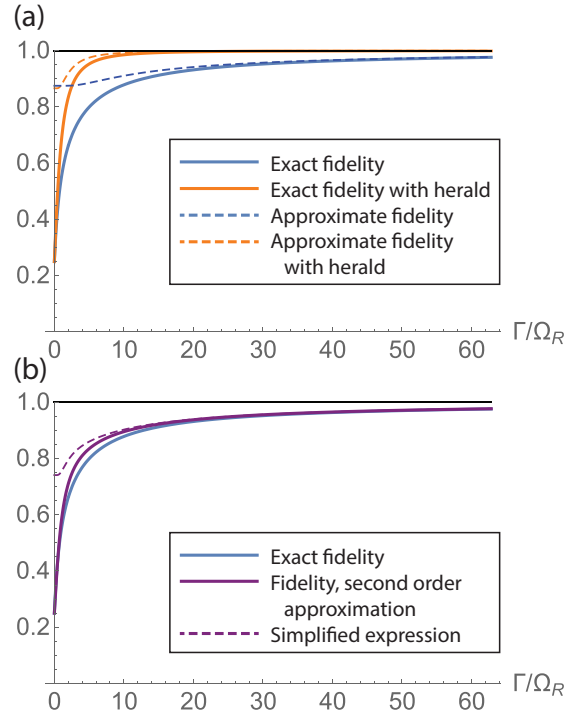 (a)
1.0
0.8
0.6
0.4
0.2
Exact fidelity
Exact fidelity with herald
Approximate fidelity
Approximate fidelity
with herald
0 10 20 30 40 50 60
Γ/Ω_R
(b)
1.0
0.8
0.6
0.4
0.2
Exact fidelity
Fidelity, second order
approximation
Simplified expression
0 10 20 30 40 50 60
Γ/Ω_R